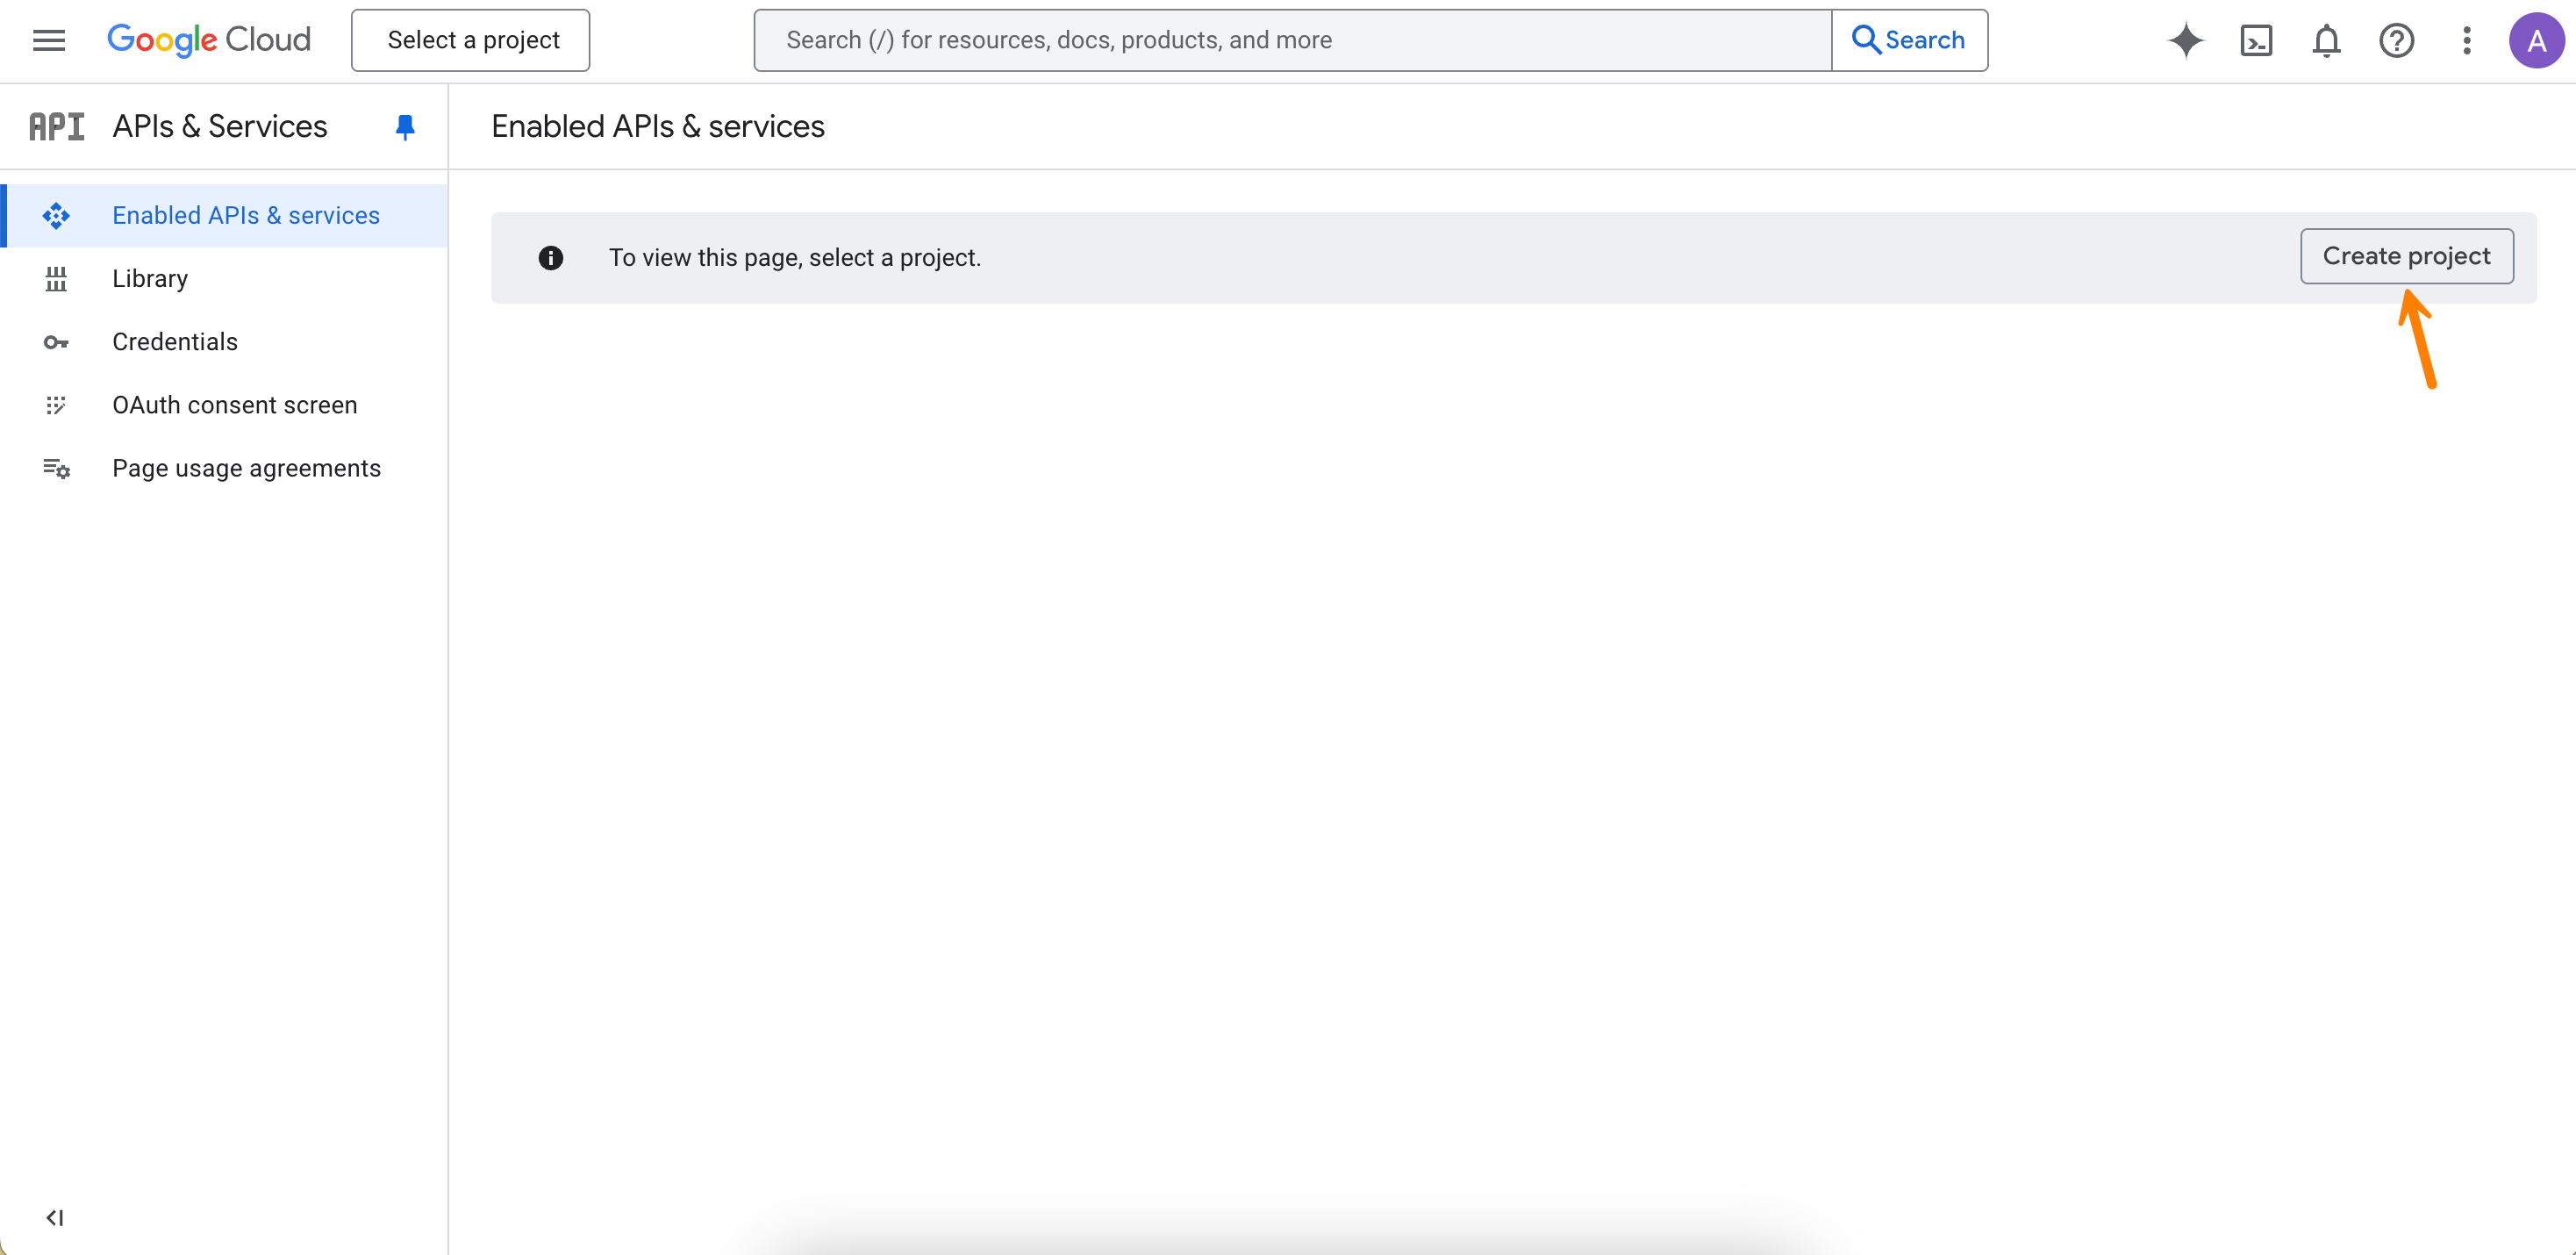 Google Cloud
Select a project
Search (/) for resources, docs, products, and more
Search
A
API
APIs & Services
Enabled APIs & services
Enabled APIs & services
To view this page, select a project.
Create project
Library
Credentials
OAuth consent screen
Page usage agreements